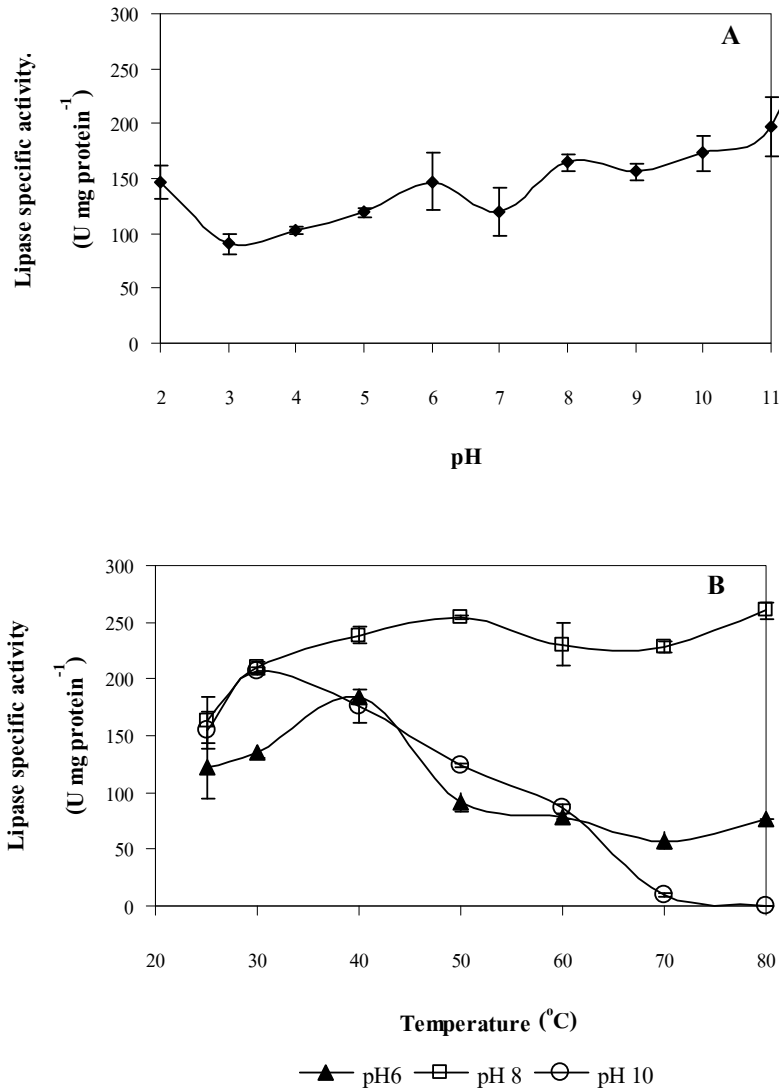 A
Lipase specific activity.
(U mg protein⁻¹)
300
250
200
150
100
50
0
2 3 4 5 6 7 8 9 10 11
pH
B
Lipase specific activity
(U mg protein⁻¹)
300
250
200
150
100
50
0
20 30 40 50 60 70 80
Temperature (°C)
pH6 pH 8 pH 10